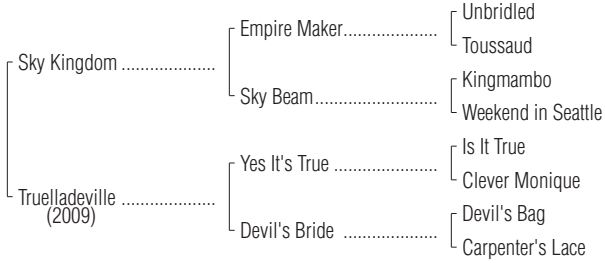 Unbridled
Empire Maker....................
Toussaud
Sky Kingdom ....................
Kingmambo
Sky Beam..........................
Weekend in Seattle
Is It True
Yes It's True ......................
Clever Monique
Truelladeville ....................
(2009)
Devil's Bag
Devil's Bride ....................
Carpenter's Lace